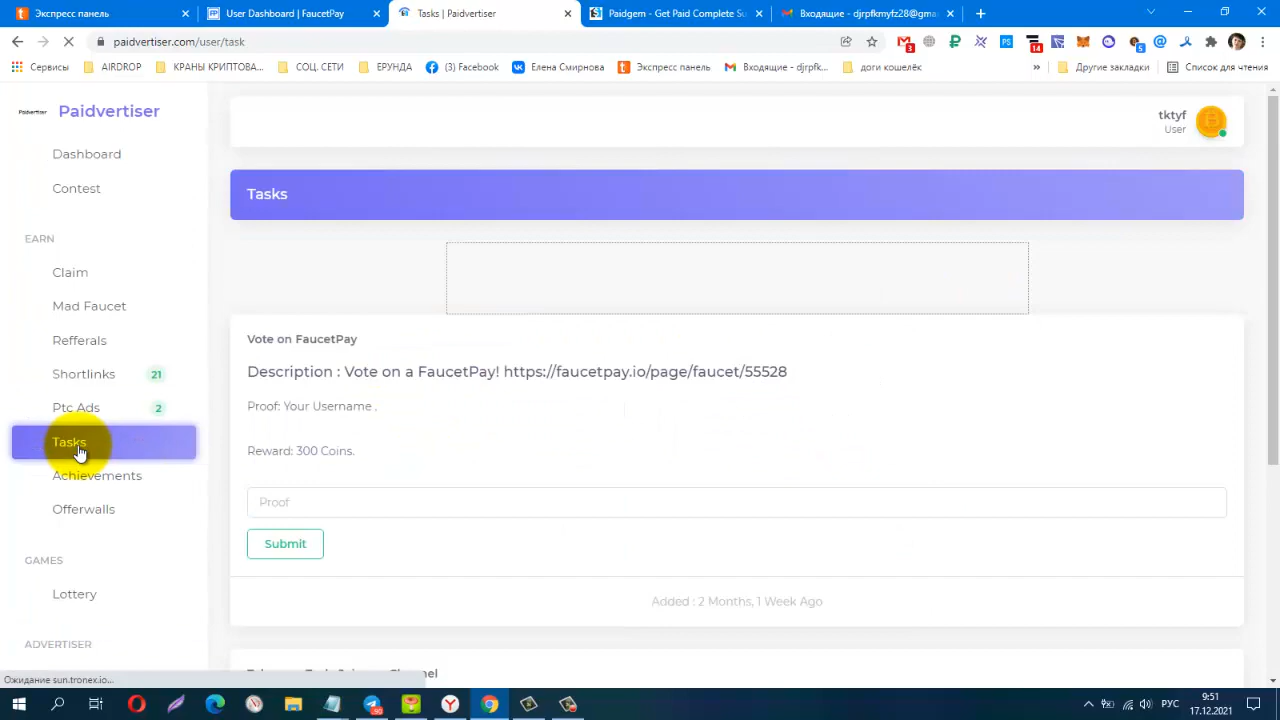 Экспресс панель
User Dashboard | FaucetPay
Tasks | Paidvertiser
Paidgem - Get Paid Complete Su
Входящие - djrpfkmyfz28@gma
paidvertiser.com/user/task
Сервисы
AIRDROP
КРАНЫ КРИПТОВА...
СОЦ. СЕТИ
ЕРУНДА
(3) Facebook
Елена Смирнова
Экспресс панель
Входящие - djrpfk...
доги кошелёк
»
Другие закладки
Список для чтения
Paidvertiser
Paidvertiser
tktyf
User
Dashboard
Contest
EARN
Claim
Mad Faucet
Refferals
Shortlinks 21
Ptc Ads 2
Tasks
Achievements
Offerwalls
GAMES
Lottery
ADVERTISER
Tasks
Vote on FaucetPay
Description : Vote on a FaucetPay! https://faucetpay.io/page/faucet/55528
Proof: Your Username .
Reward: 300 Coins.
Proof
Submit
Added : 2 Months, 1 Week Ago
Ожидание sun.tronex.io...
РУС
9:51
17.12.2021